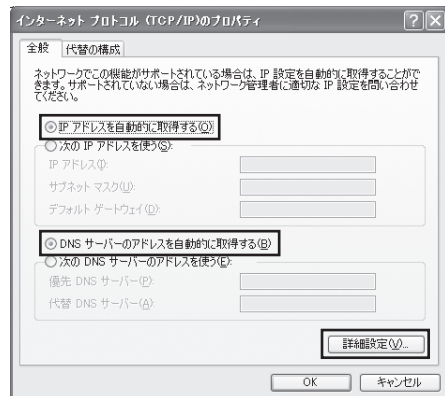 インターネット プロトコル (TCP/IP)のプロパティ
全般 代替の構成
ネットワークでこの機能がサポートされている場合は、IP 設定を自動的に取得することがで
きます。サポートされていない場合は、ネットワーク管理者に適切な IP 設定を問い合わせ
てください。
IP アドレスを自動的に取得する(O)
次の IP アドレスを使う(S):
IP アドレス(I):
サブネット マスク(U):
デフォルト ゲートウェイ(D):
DNS サーバーのアドレスを自動的に取得する(B)
次の DNS サーバーのアドレスを使う(E):
優先 DNS サーバー(P):
代替 DNS サーバー(A):
詳細設定(V)...
OK キャンセル